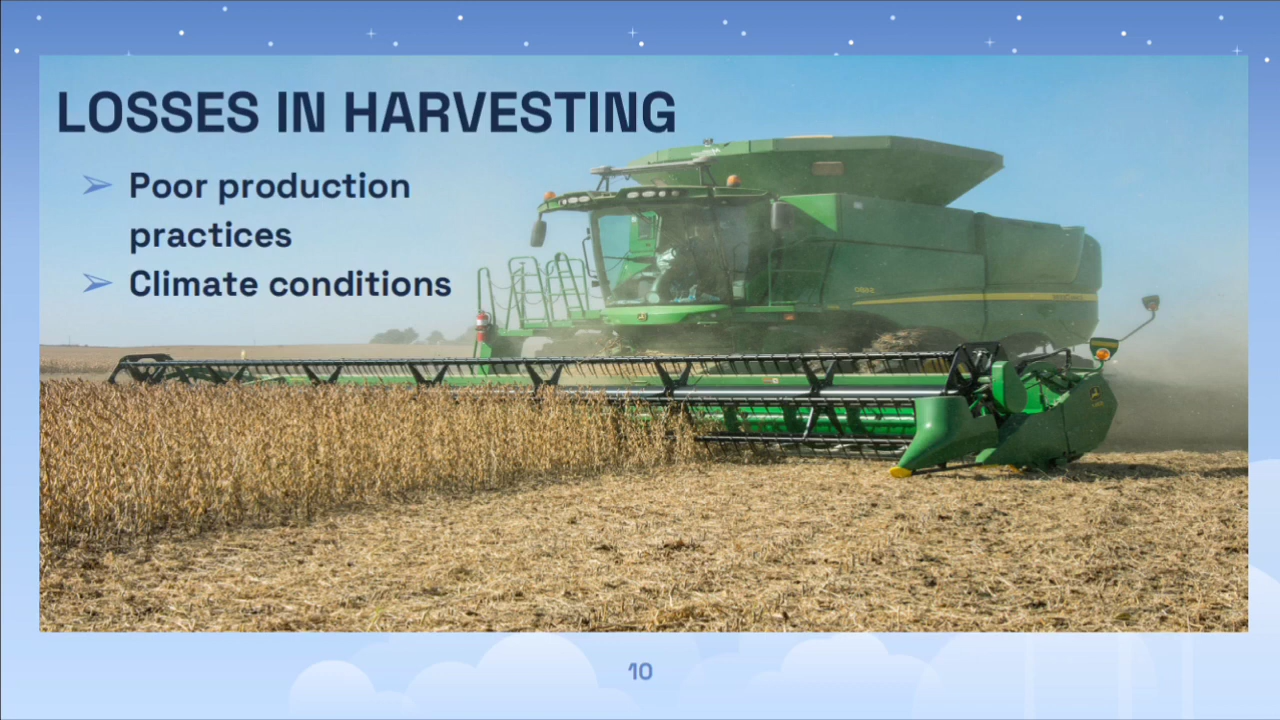 LOSSES IN HARVESTING
➢ Poor production
practices
➢ Climate conditions
10